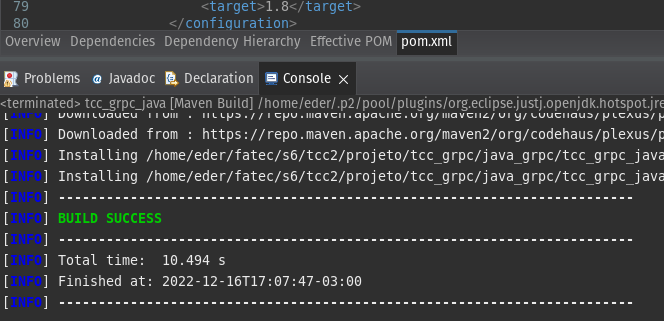 79 <target>1.8</target>
80 </configuration>
Overview Dependencies Dependency Hierarchy Effective POM pom.xml
Problems Javadoc Declaration Console
<terminated> tcc_grpc_java [Maven Build] /home/eder/.p2/pool/plugins/org.eclipse.justj.openjdk.hotspot.jre
[INFO] Downloaded from : https://repo.maven.apache.org/maven2/org/codehaus/plexus/p
[INFO] Downloaded from : https://repo.maven.apache.org/maven2/org/codehaus/plexus/p
[INFO] Installing /home/eder/fatec/s6/tcc2/projeto/tcc_grpc/java_grpc/tcc_grpc_java
[INFO] Installing /home/eder/fatec/s6/tcc2/projeto/tcc_grpc/java_grpc/tcc_grpc_java
[INFO] ------------------------------------------------------------------------
[INFO] BUILD SUCCESS
[INFO] ------------------------------------------------------------------------
[INFO] Total time:  10.494 s
[INFO] Finished at: 2022-12-16T17:07:47-03:00
[INFO] ------------------------------------------------------------------------